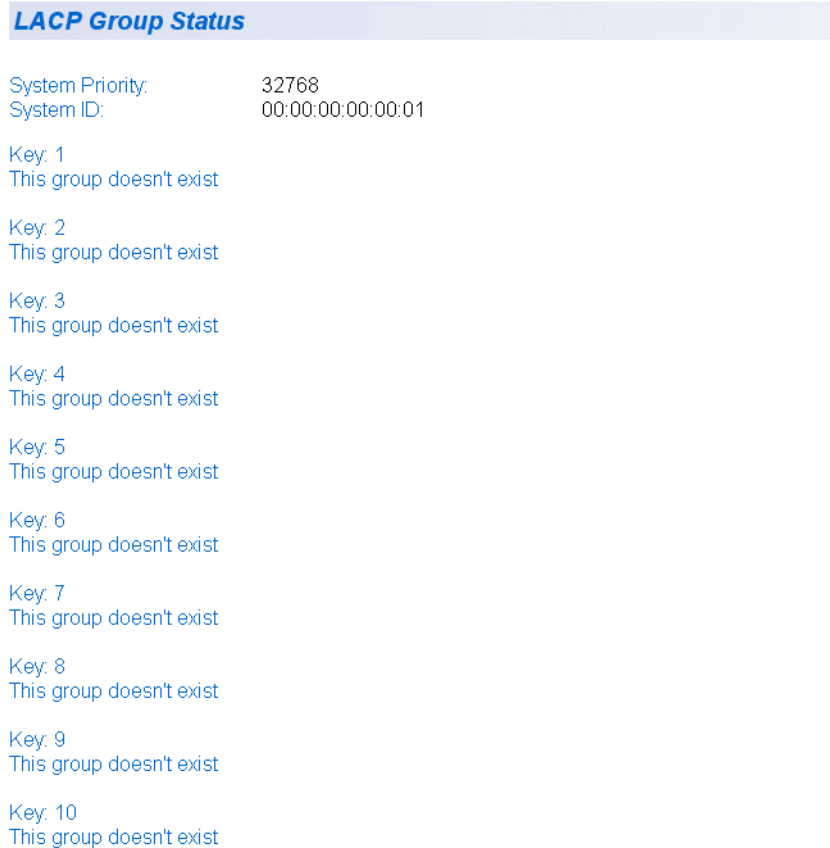 LACP Group Status
System Priority: 32768
System ID: 00:00:00:00:00:01
Key: 1
This group doesn't exist
Key: 2
This group doesn't exist
Key: 3
This group doesn't exist
Key: 4
This group doesn't exist
Key: 5
This group doesn't exist
Key: 6
This group doesn't exist
Key: 7
This group doesn't exist
Key: 8
This group doesn't exist
Key: 9
This group doesn't exist
Key: 10
This group doesn't exist